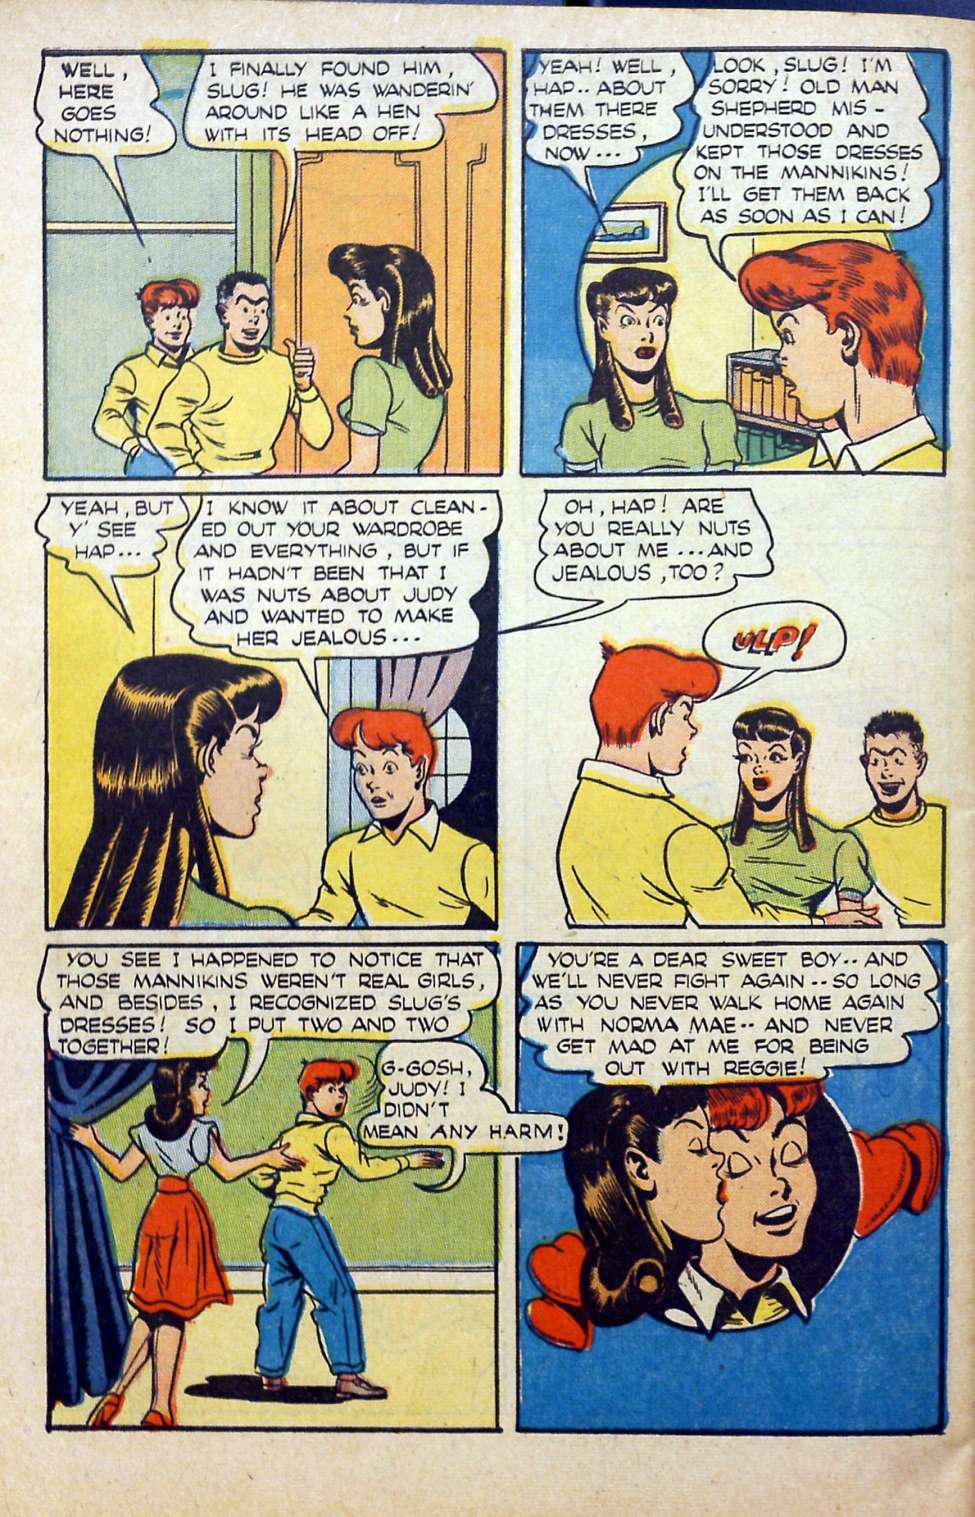 WELL,
HERE
GOES
NOTHING!
I FINALLY FOUND HIM,
SLUG! HE WAS WANDERIN'
AROUND LIKE A HEN
WITH ITS HEAD OFF!
YEAH! WELL,
HAP.. ABOUT
THEM THERE
DRESSES,
NOW...
LOOK, SLUG! I'M
SORRY! OLD MAN
SHEPHERD MIS-
UNDERSTOOD AND
KEPT THOSE DRESSES
ON THE MANNIKINS!
I'LL GET THEM BACK
AS SOON AS I CAN!
YEAH, BUT
Y' SEE
HAP...
I KNOW IT ABOUT CLEAN-
ED OUT YOUR WARDROBE
AND EVERYTHING, BUT IF
IT HADN'T BEEN THAT I
WAS NUTS ABOUT JUDY
AND WANTED TO MAKE
HER JEALOUS...
OH, HAP! ARE
YOU REALLY NUTS
ABOUT ME...AND
JEALOUS, TOO?
ULP!
YOU SEE I HAPPENED TO NOTICE THAT
THOSE MANNIKINS WEREN'T REAL GIRLS,
AND BESIDES, I RECOGNIZED SLUG'S
DRESSES! SO I PUT TWO AND TWO
TOGETHER!
G-GOSH,
JUDY! I
DIDN'T
MEAN ANY HARM!
YOU'RE A DEAR SWEET BOY-- AND
WE'LL NEVER FIGHT AGAIN -- SO LONG
AS YOU NEVER WALK HOME AGAIN
WITH NORMA MAE-- AND NEVER
GET MAD AT ME FOR BEING
OUT WITH REGGIE!